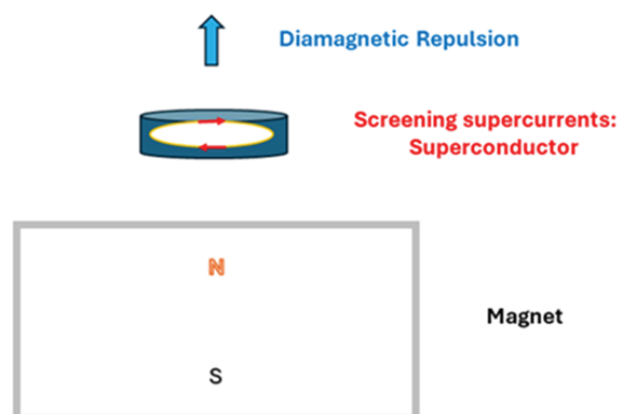 Diamagnetic Repulsion
Screening supercurrents:
Superconductor
N
Magnet
S